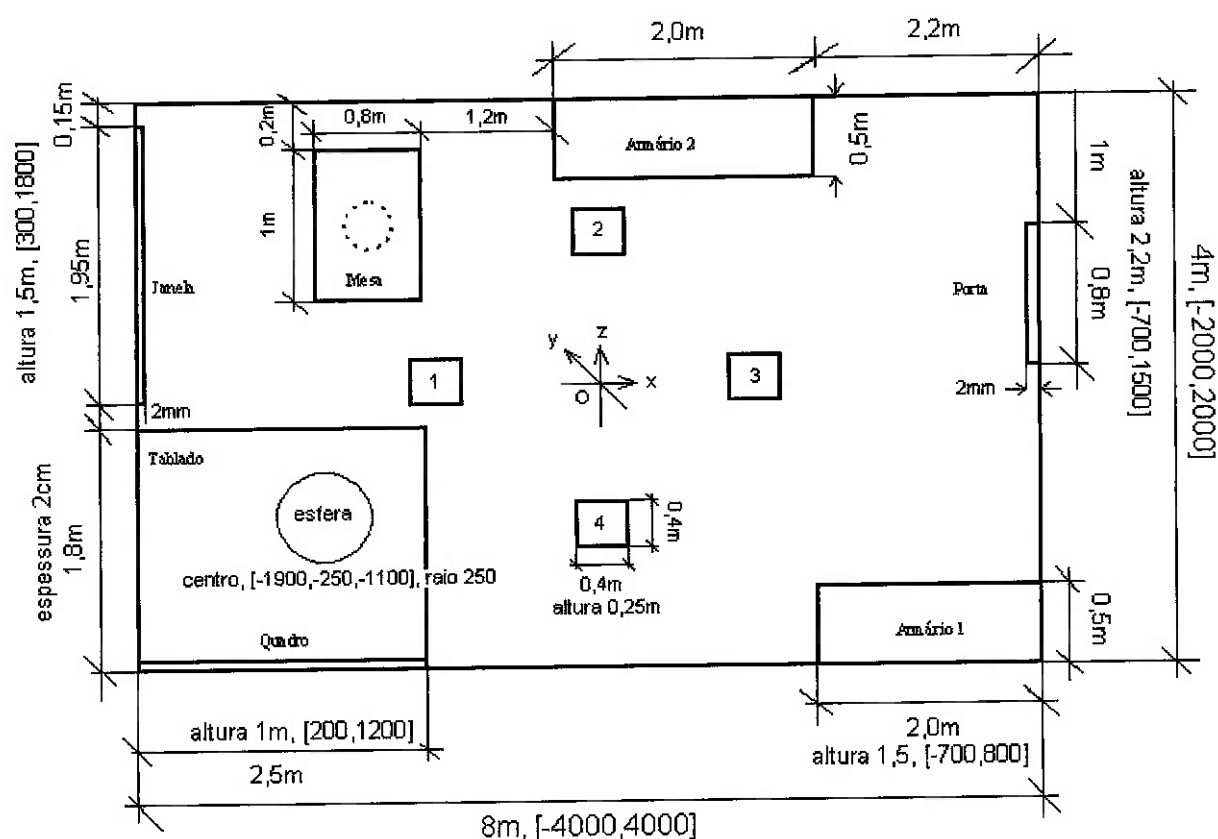 2,0m
2,2m
0,15m
0,2m
0,8m
1,2m
Armário 2
0,5m
1m
altura 1,5m, [300,1800]
1,95m
Janela
1m
Mesa
2
altura 2,2m, [-700,1500]
4m, [-2000,2000]
Porta
0,8m
y
z
x
O
1
3
2mm
2mm
Tablado
espessura 2cm
1,8m
esfera
centro, [-1900,-250,-1100], raio 250
4
0,4m
0,4m
altura 0,25m
Quadro
Armário 1
0,5m
altura 1m, [200,1200]
2,5m
2,0m
altura 1,5, [-700,800]
8m, [-4000,4000]